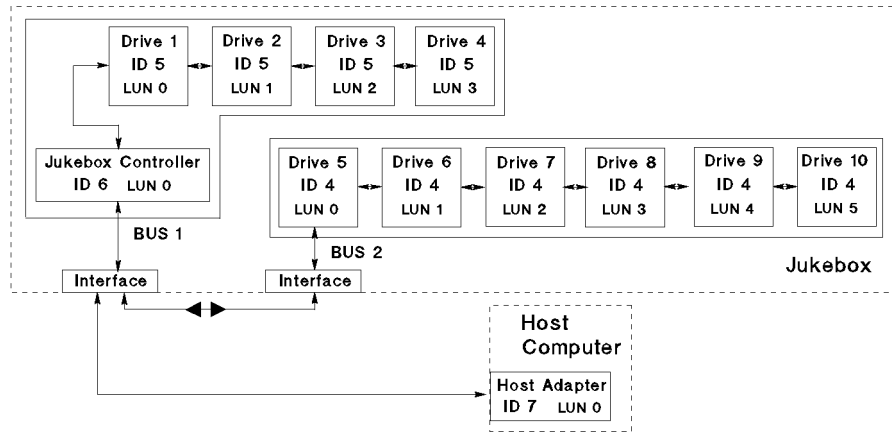 Drive 1
ID 5
LUN 0
Drive 2
ID 5
LUN 1
Drive 3
ID 5
LUN 2
Drive 4
ID 5
LUN 3
Jukebox Controller
ID 6 LUN 0
Drive 5
ID 4
LUN 0
Drive 6
ID 4
LUN 1
Drive 7
ID 4
LUN 2
Drive 8
ID 4
LUN 3
Drive 9
ID 4
LUN 4
Drive 10
ID 4
LUN 5
BUS 1
BUS 2
Jukebox
Interface
Interface
Host
Computer
Host Adapter
ID 7 LUN 0